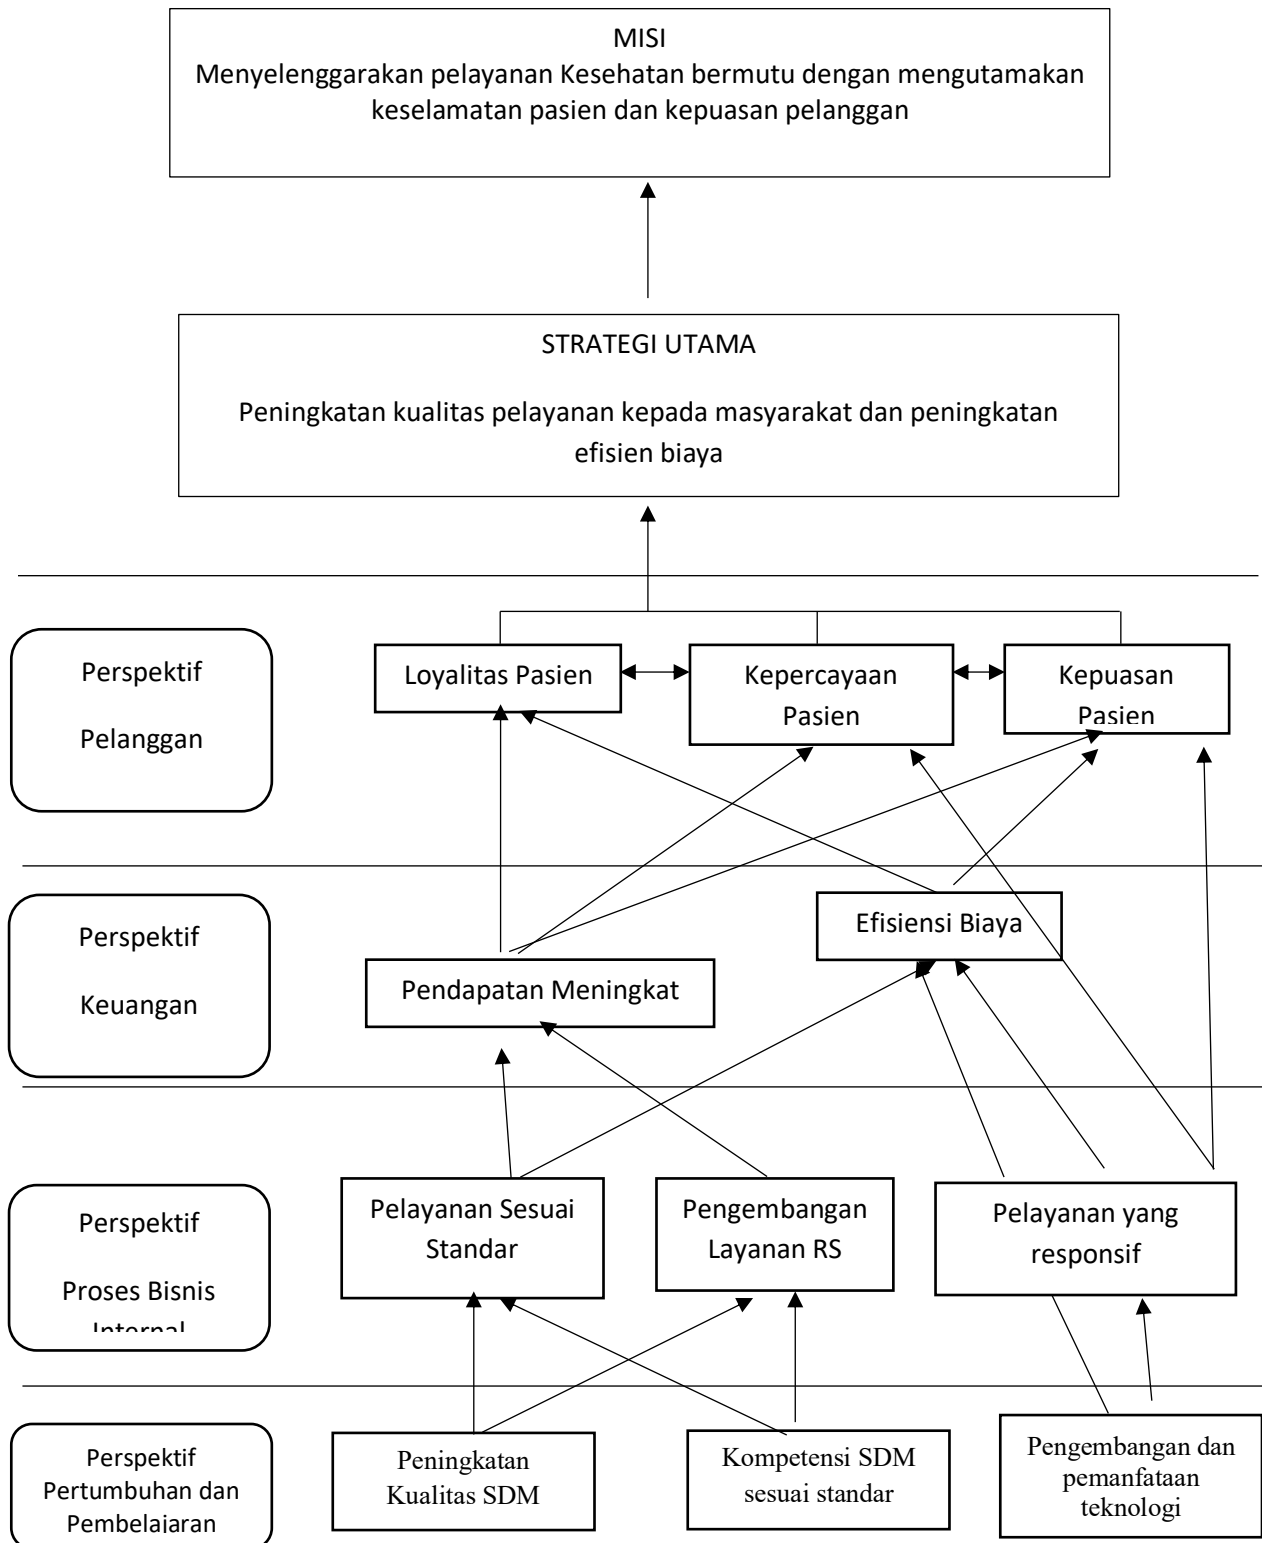 MISI
Menyelenggarakan pelayanan Kesehatan bermutu dengan mengutamakan
keselamatan pasien dan kepuasan pelanggan
STRATEGI UTAMA
Peningkatan kualitas pelayanan kepada masyarakat dan peningkatan
efisien biaya
Perspektif
Pelanggan
Loyalitas Pasien
Kepercayaan
Pasien
Kepuasan
Pasien
Perspektif
Keuangan
Efisiensi Biaya
Pendapatan Meningkat
Perspektif
Proses Bisnis
Internal
Pelayanan Sesuai
Standar
Pengembangan
Layanan RS
Pelayanan yang
responsif
Perspektif
Pertumbuhan dan
Pembelajaran
Peningkatan
Kualitas SDM
Kompetensi SDM
sesuai standar
Pengembangan dan
pemanfataan
teknologi